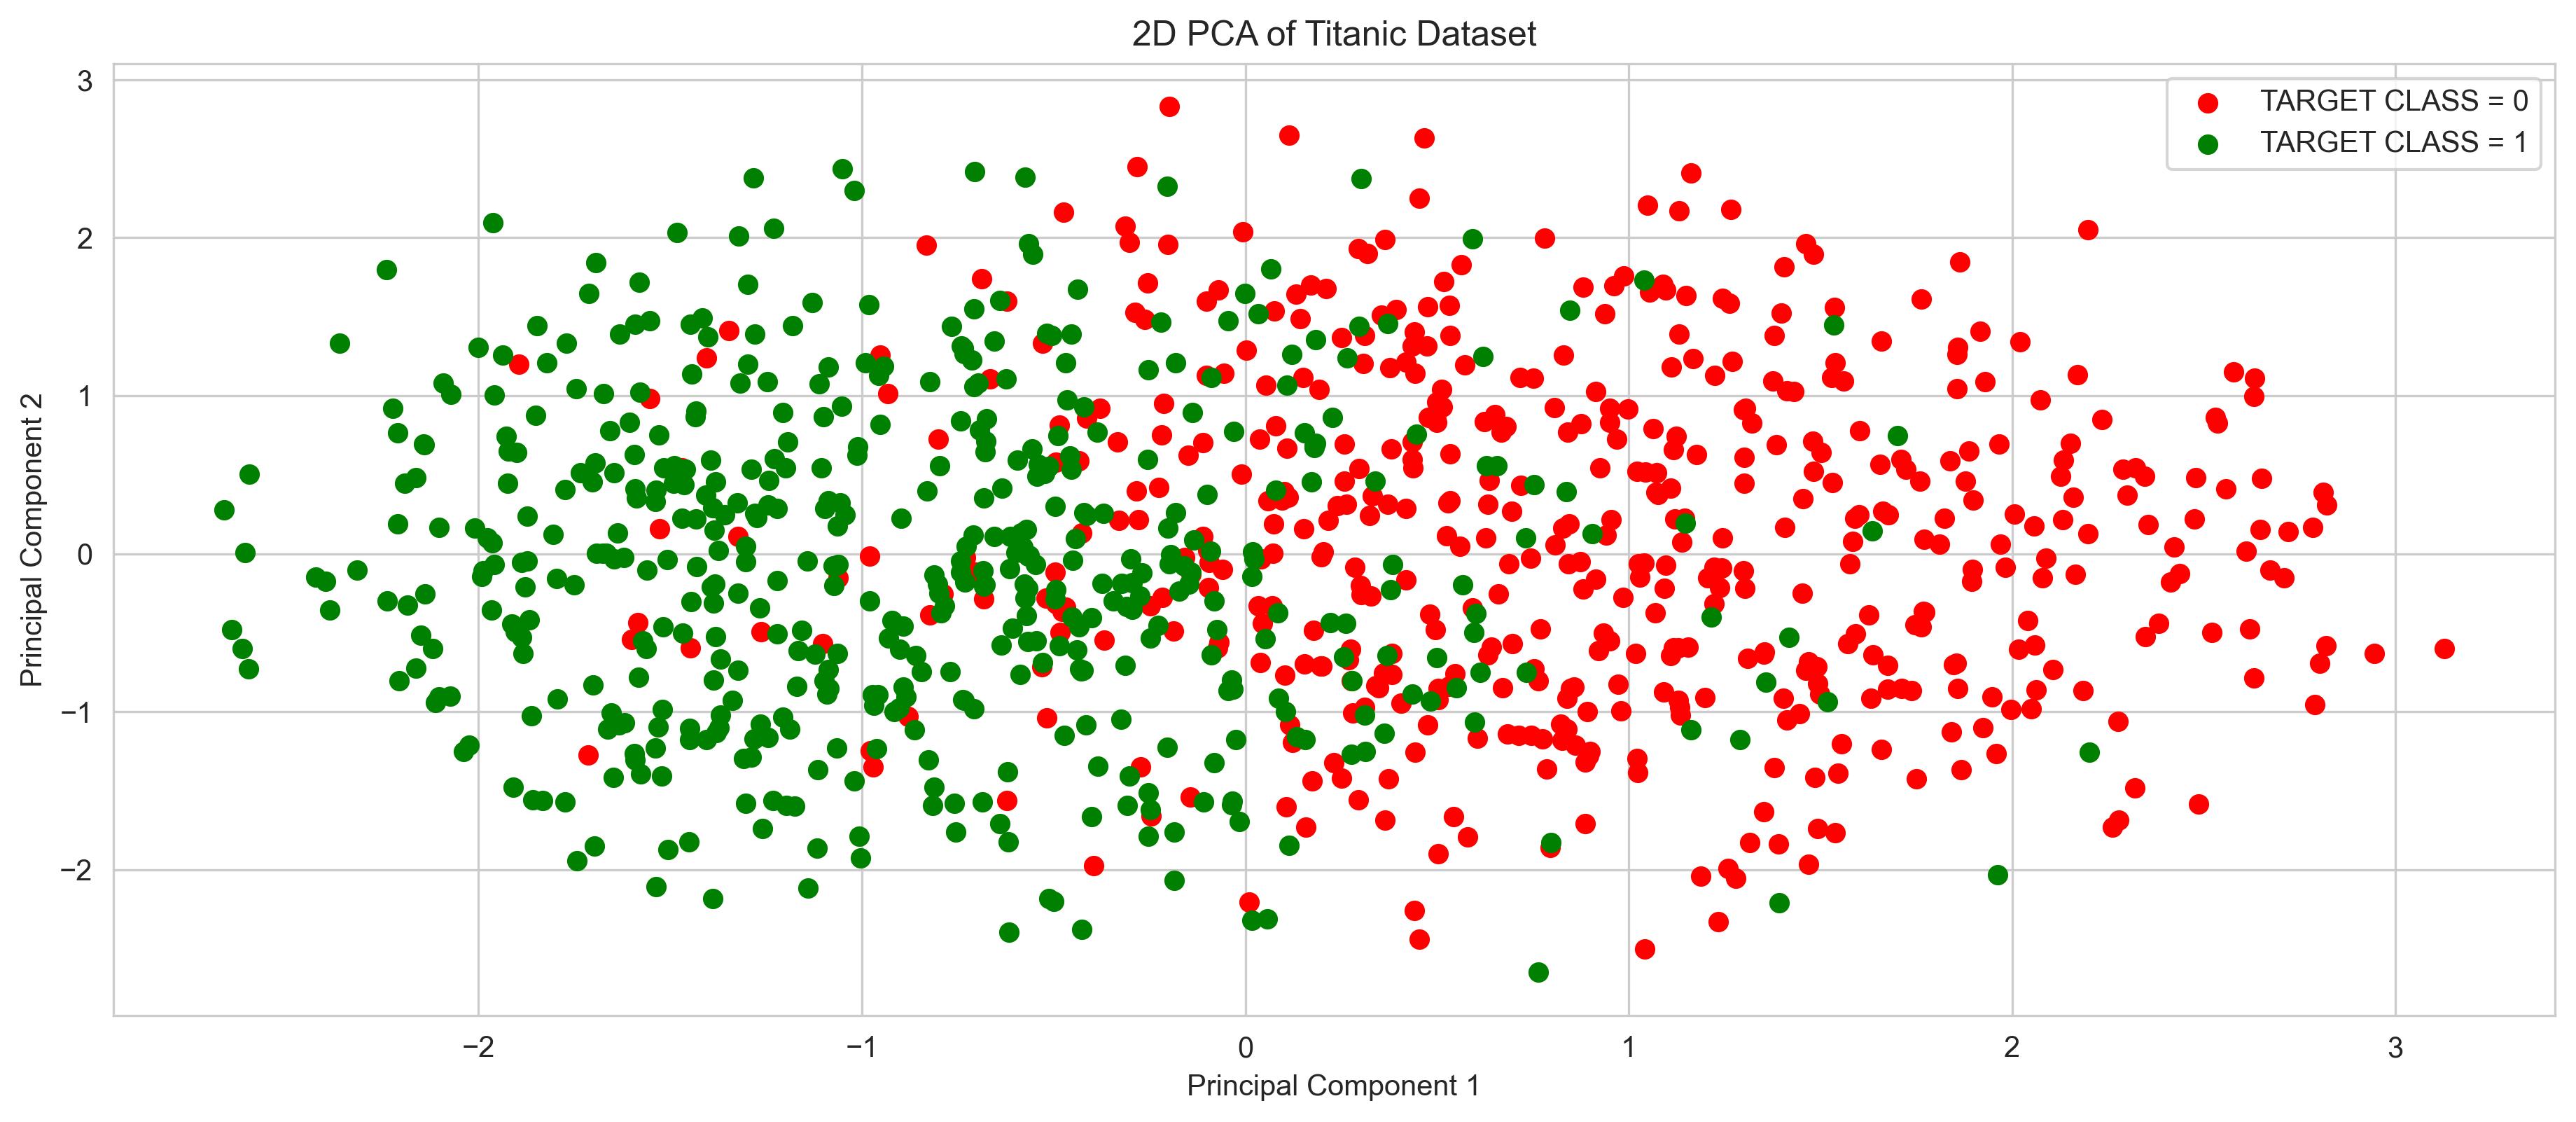 2D PCA of Titanic Dataset
TARGET CLASS = 0
TARGET CLASS = 1
3
2
1
0
−1
−2
Principal Component 2
−2 −1 0 1 2 3
Principal Component 1